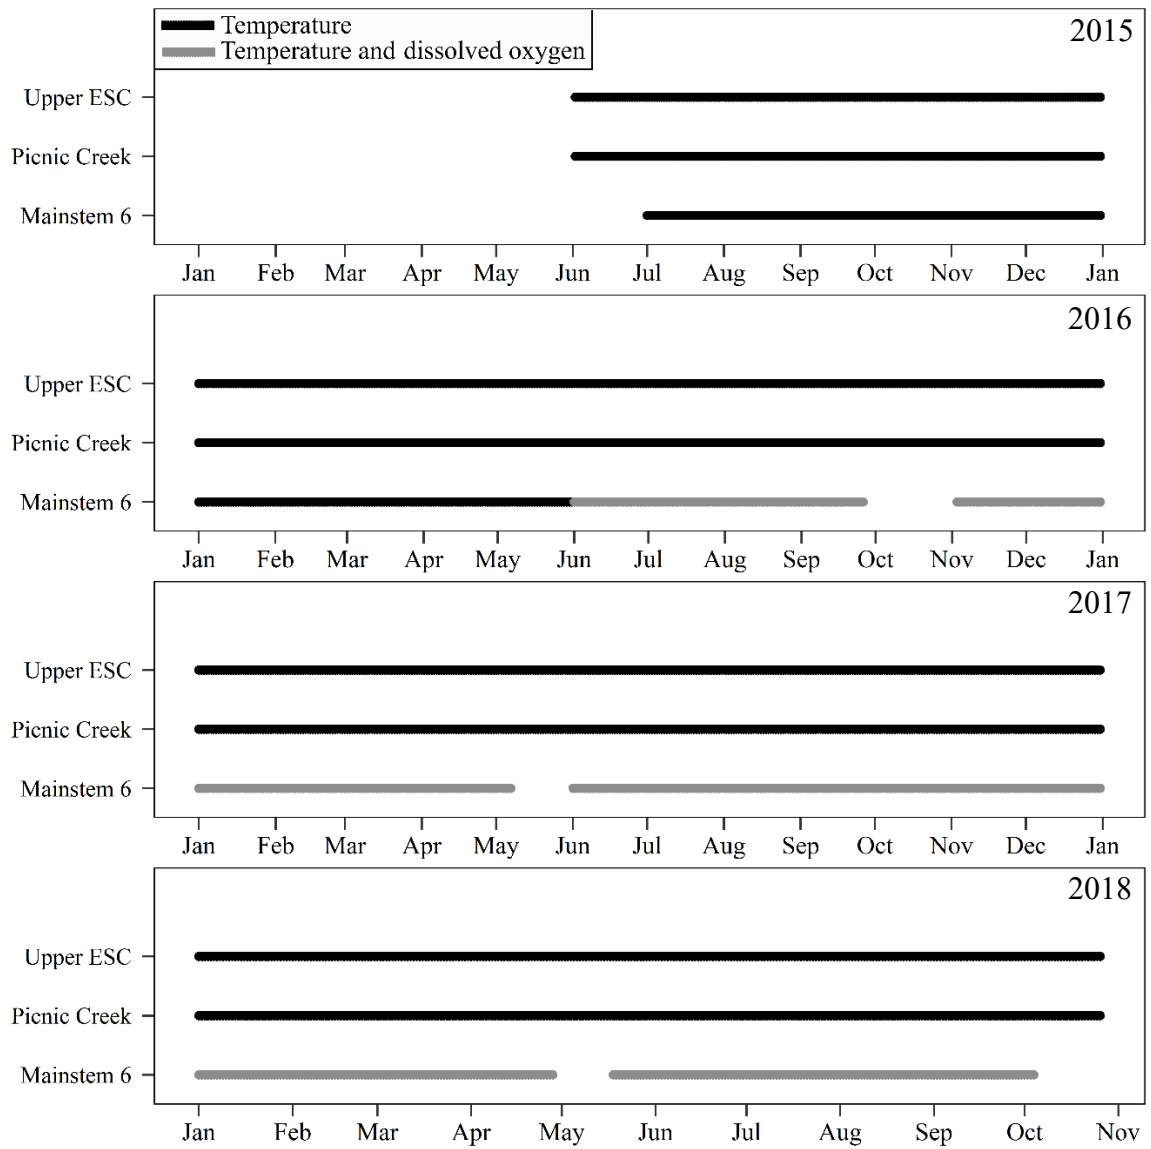 Temperature
Temperature and dissolved oxygen
2015
Upper ESC
Picnic Creek
Mainstem 6
Jan Feb Mar Apr May Jun Jul Aug Sep Oct Nov Dec Jan
2016
Upper ESC
Picnic Creek
Mainstem 6
Jan Feb Mar Apr May Jun Jul Aug Sep Oct Nov Dec Jan
2017
Upper ESC
Picnic Creek
Mainstem 6
Jan Feb Mar Apr May Jun Jul Aug Sep Oct Nov Dec Jan
2018
Upper ESC
Picnic Creek
Mainstem 6
Jan Feb Mar Apr May Jun Jul Aug Sep Oct Nov